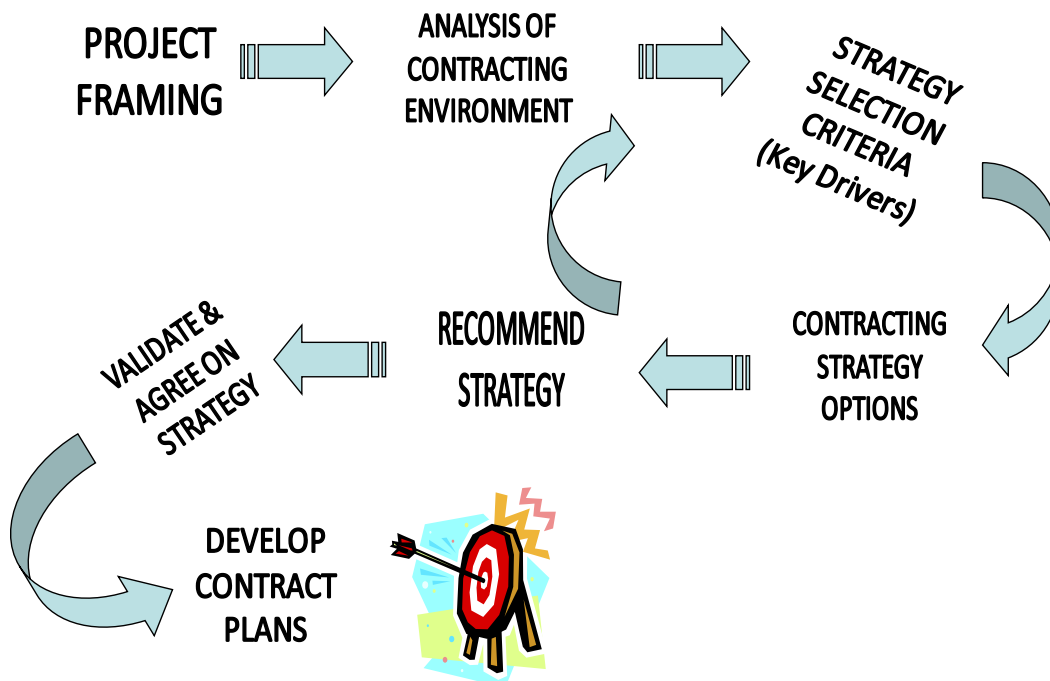 PROJECT
FRAMING
ANALYSIS OF
CONTRACTING
ENVIRONMENT
STRATEGY
SELECTION
CRITERIA
(Key Drivers)
CONTRACTING
STRATEGY
OPTIONS
RECOMMEND
STRATEGY
VALIDATE &
AGREE ON
STRATEGY
DEVELOP
CONTRACT
PLANS